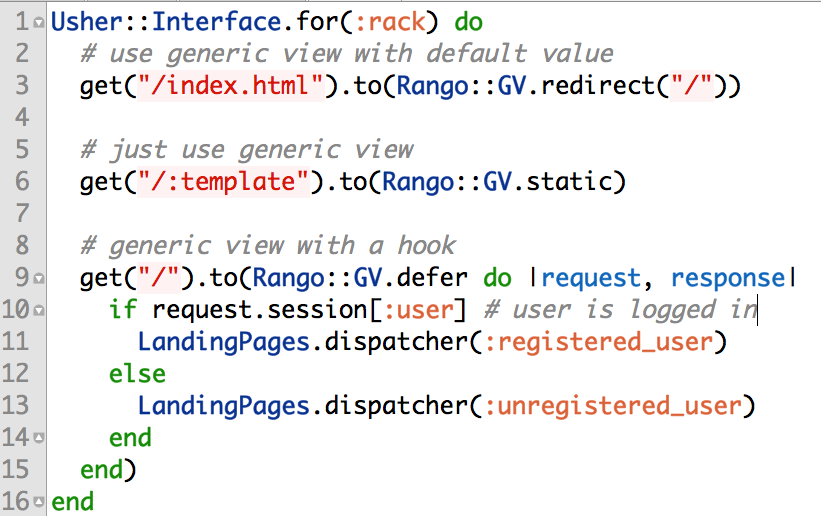 1 Usher::Interface.for(:rack) do
2   # use generic view with default value
3   get("/index.html").to(Rango::GV.redirect("/"))
4
5   # just use generic view
6   get("/:template").to(Rango::GV.static)
7
8   # generic view with a hook
9   get("/").to(Rango::GV.defer do |request, response|
10     if request.session[:user] # user is logged in
11       LandingPages.dispatcher(:registered_user)
12     else
13       LandingPages.dispatcher(:unregistered_user)
14     end
15   end)
16 end